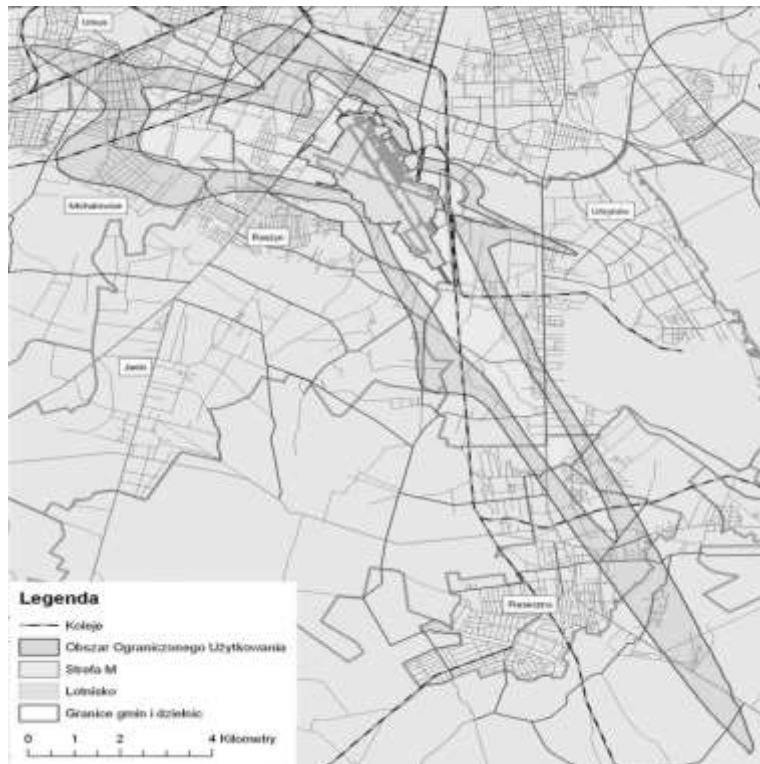 Ursus
Michałowice
Raszyn
Ursynów
Janki
Piaseczno
Legenda
Koleje
Obszar Ograniczonego Użytkowania
Strefa M
Lotnisko
Granice gmin i dzielnic
0 1 2 4 Kilometry